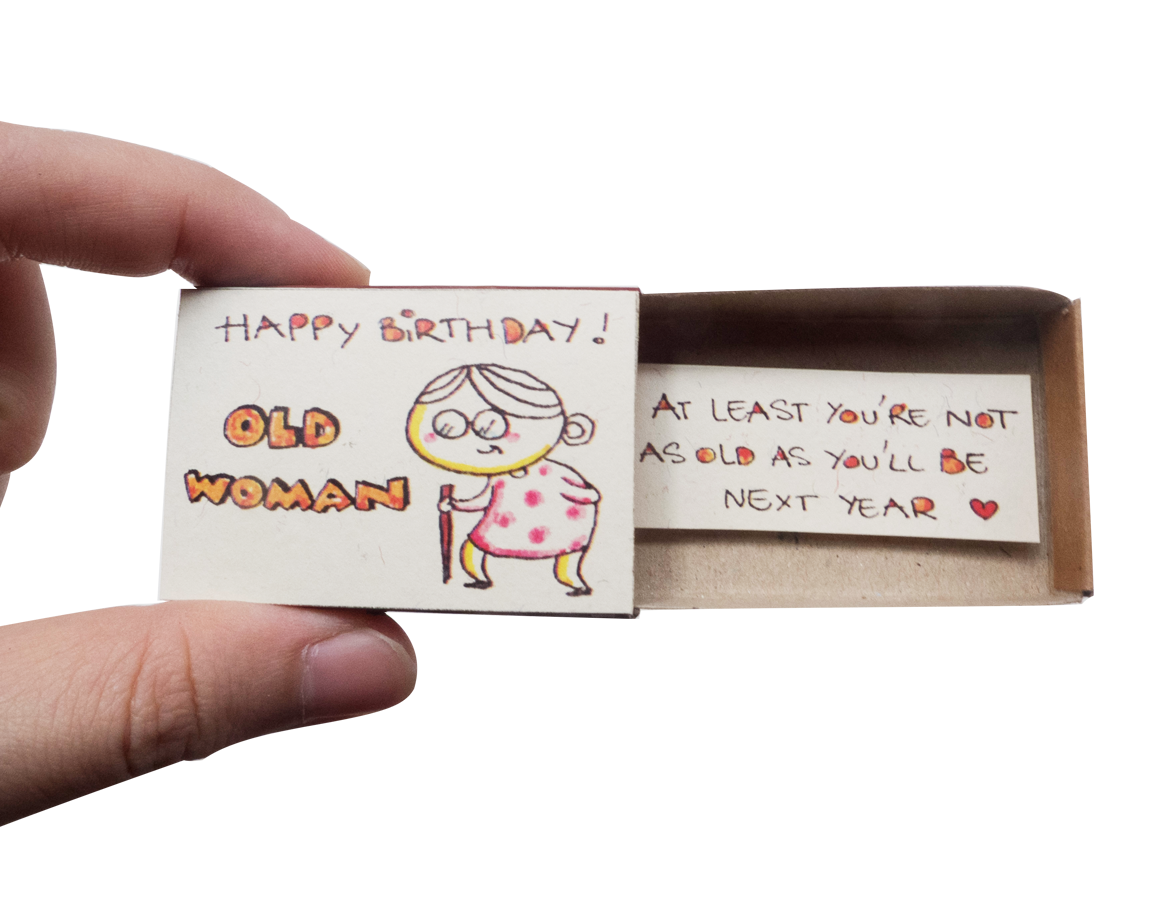 HAPPY BiRTHDAY !
OLD
WOMAN
AT LEAST YOU'RE NOT
AS OLD AS YOU'LL BE
NEXT YEAR ♥